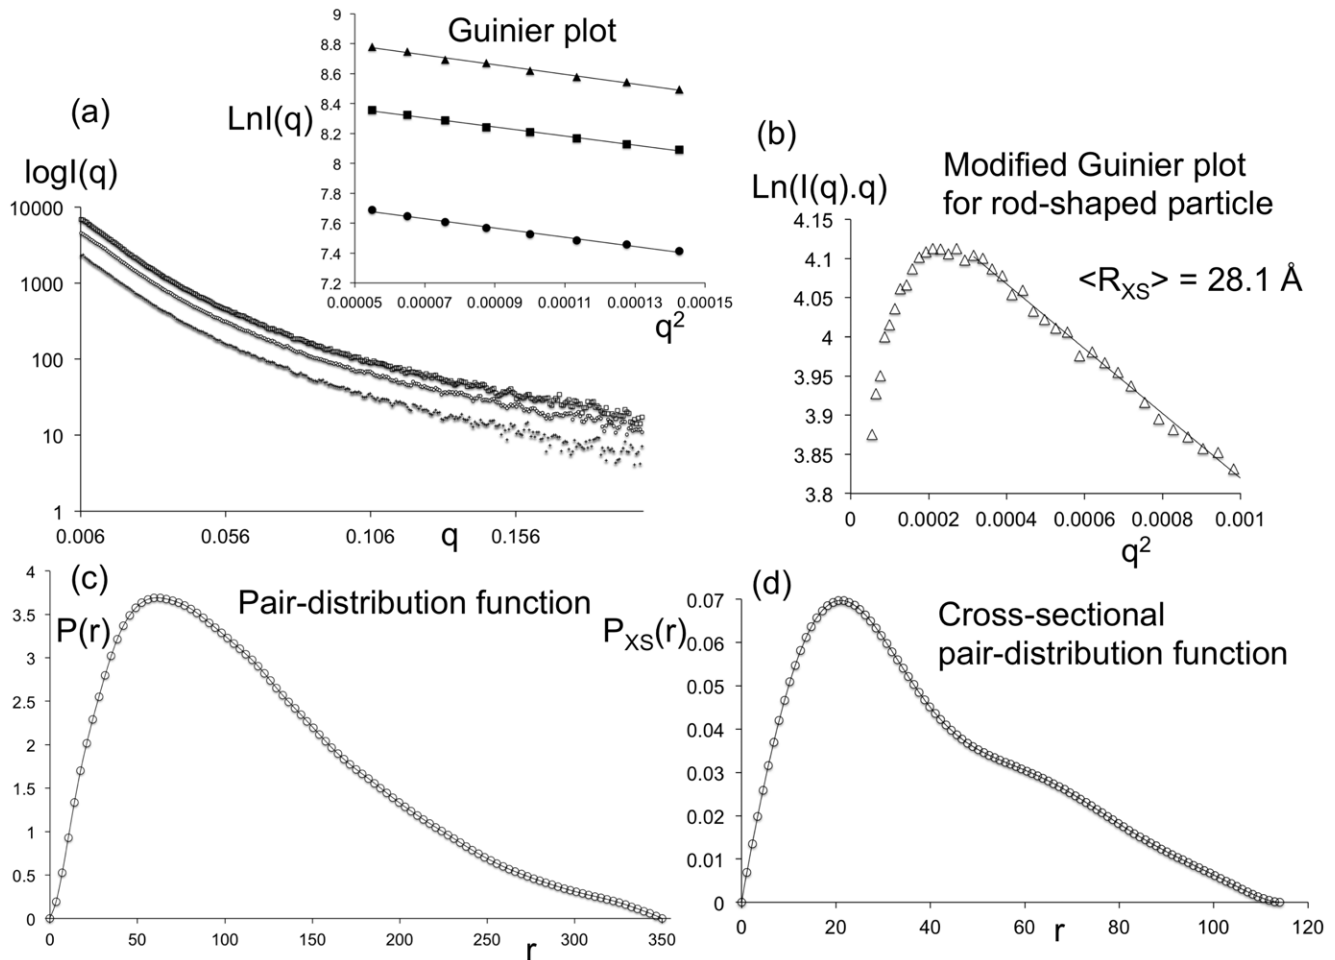 (a)
Guinier plot
LnI(q)
9
8.8
8.6
8.4
8.2
8
7.8
7.6
7.4
7.2
0.00005 0.00007 0.00009 0.00011 0.00013 0.00015
q²
logI(q)
10000
1000
100
10
1
0.006 0.056 0.106 0.156
q
(b)
Modified Guinier plot
for rod-shaped particle
Ln(I(q).q)
<R_XS> = 28.1 Å
4.15
4.1
4.05
4
3.95
3.9
3.85
3.8
0 0.0002 0.0004 0.0006 0.0008 0.001
q²
(c)
Pair-distribution function
P(r)
4
3.5
3
2.5
2
1.5
1
0.5
0
0 50 100 150 200 250 300 350
r
(d)
Cross-sectional
pair-distribution function
P_XS(r)
0.07
0.06
0.05
0.04
0.03
0.02
0.01
0
0 20 40 60 80 100 120
r